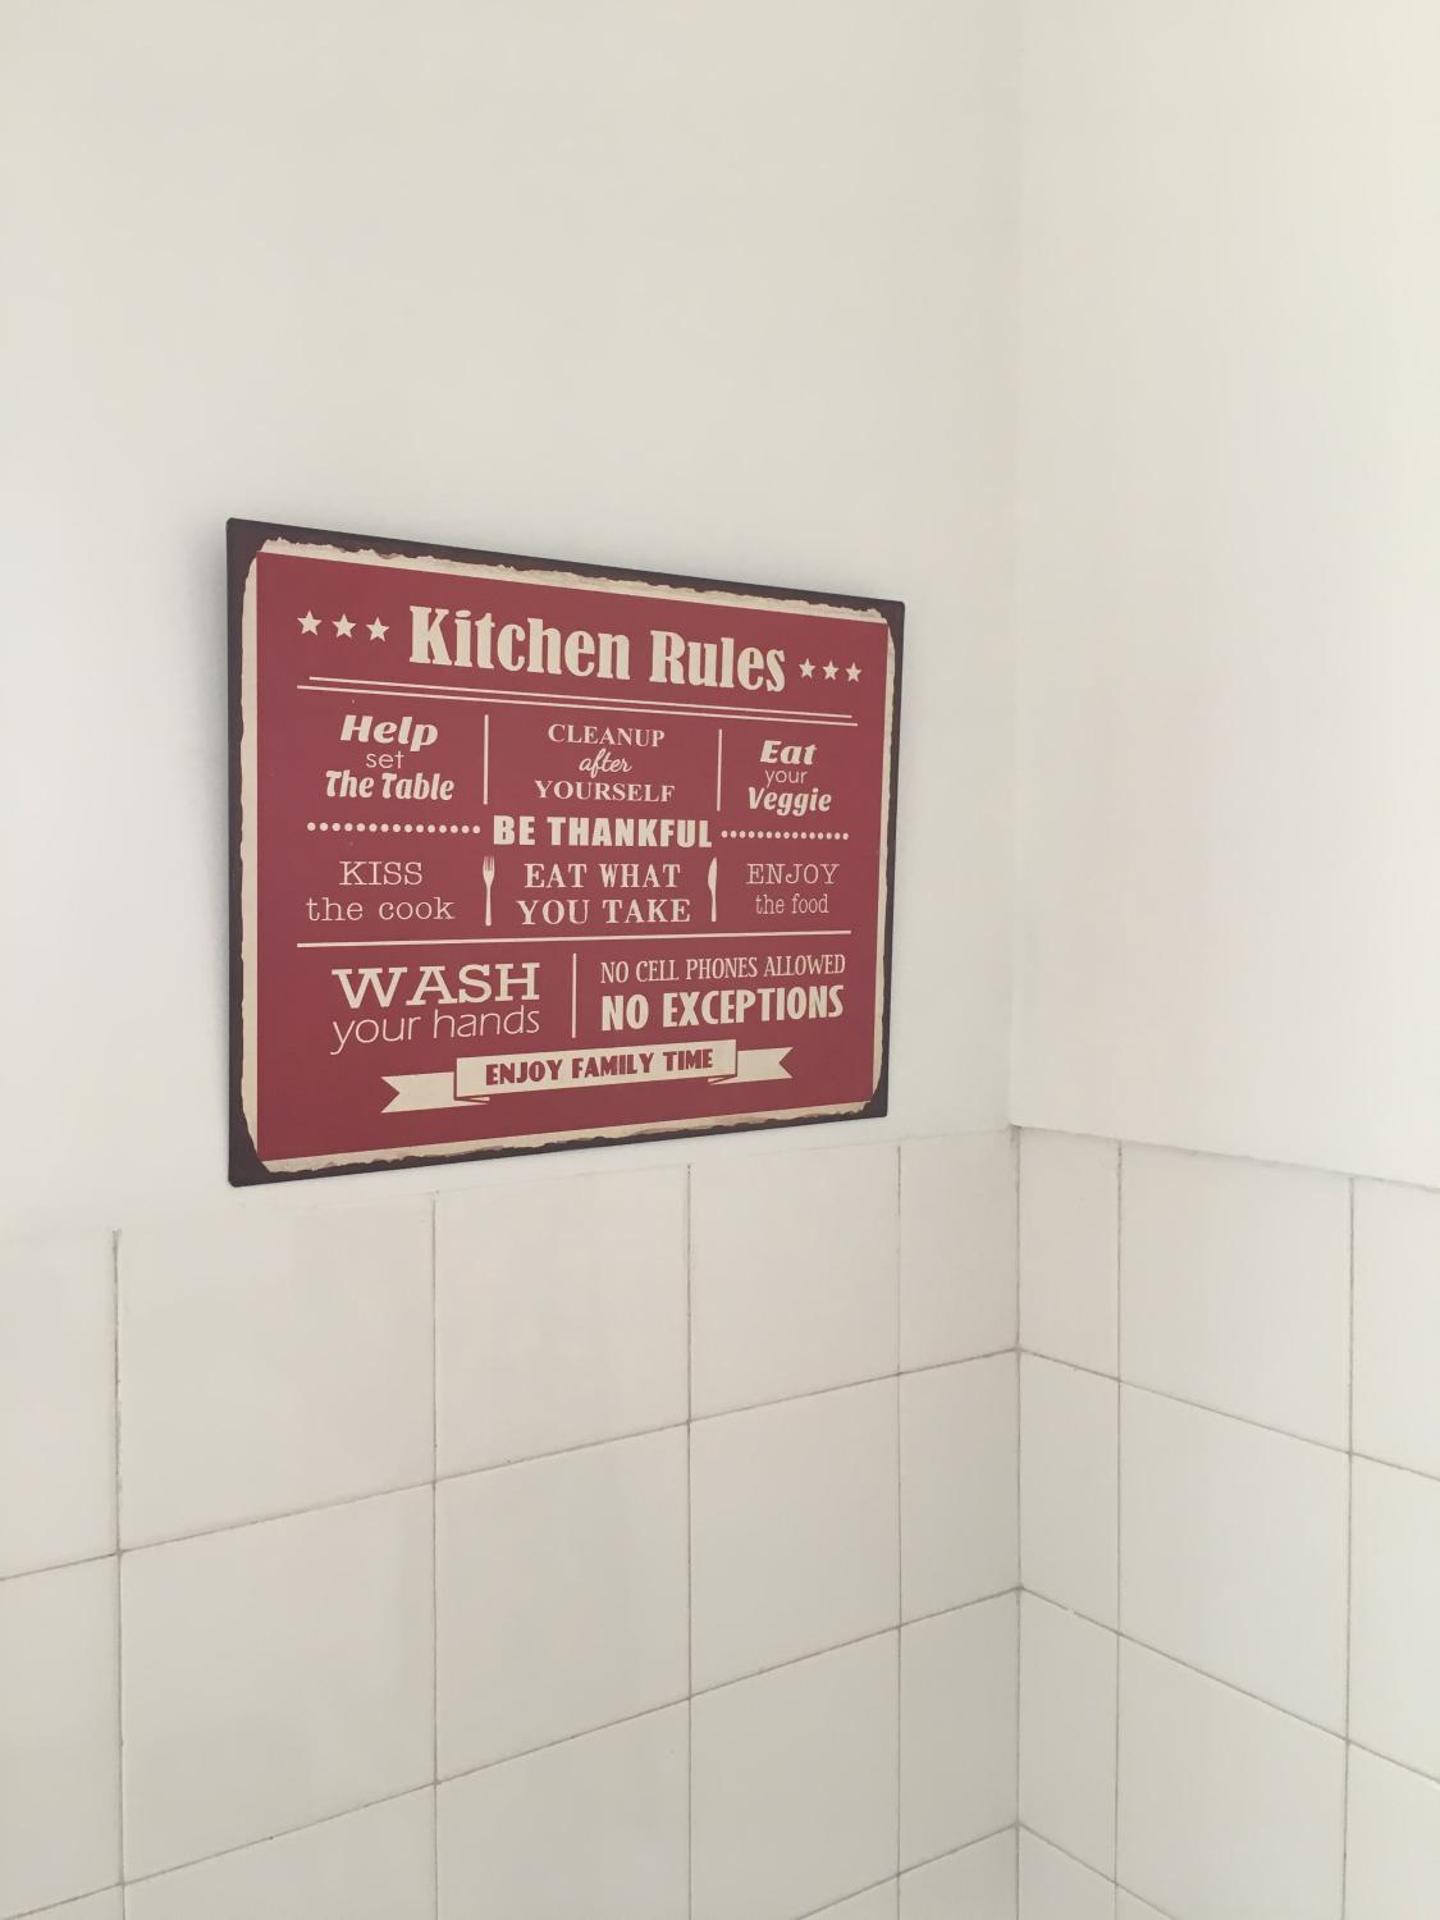 Kitchen Rules
Help
set
The Table
CLEANUP
after
YOURSELF
Eat
your
Veggie
BE THANKFUL
KISS
the cook
EAT WHAT
YOU TAKE
ENJOY
the food
WASH
your hands
NO CELL PHONES ALLOWED
NO EXCEPTIONS
ENJOY FAMILY TIME